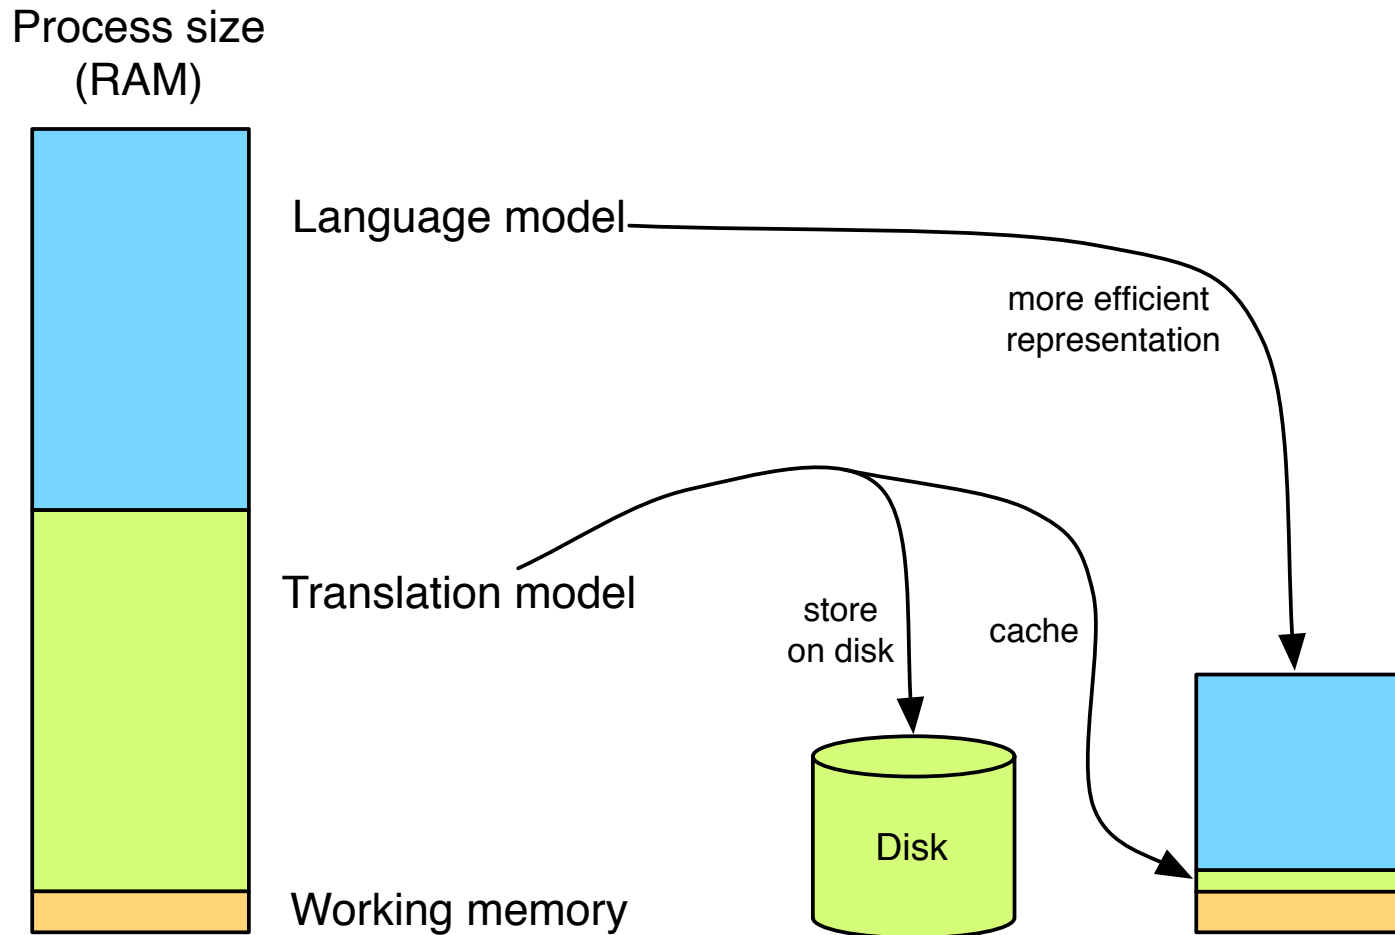 Process size
(RAM)
Language model
more efficient
representation
Translation model
store
on disk
cache
Disk
Working memory